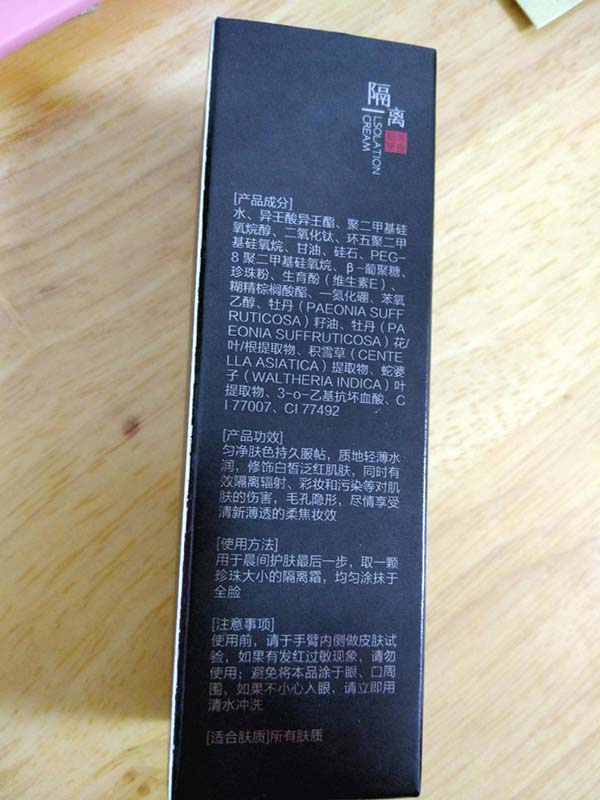 隔离
LSOLATION
CREAM
[产品成分]
水、异壬酸异壬酯、聚二甲基硅
氧烷醇、二氧化钛、环五聚二甲
基硅氧烷、甘油、硅石、PEG-
8 聚二甲基硅氧烷、β-葡聚糖、
珍珠粉、生育酚（维生素E）、
糊精棕榈酸酯、一氮化硼、苯氧
乙醇、牡丹（PAEONIA SUFF
RUTICOSA）籽油、牡丹（PA
EONIA SUFFRUTICOSA）花/
叶/根提取物、积雪草（CENTE
LLA ASIATICA）提取物、蛇婆
子（WALTHERIA INDICA）叶
提取物、3-o-乙基抗坏血酸、C
I 77007、CI 77492
[产品功效]
匀净肤色持久服帖，质地轻薄水
润，修饰白皙泛红肌肤，同时有
效隔离辐射、彩妆和污染等对肌
肤的伤害，毛孔隐形，尽情享受
清新薄透的柔焦妆效
[使用方法]
用于晨间护肤最后一步，取一颗
珍珠大小的隔离霜，均匀涂抹于
全脸
[注意事项]
使用前，请于手臂内侧做皮肤试
验，如果有发红过敏现象，请勿
使用；避免将本品涂于眼、口周
围，如果不小心入眼，请立即用
清水冲洗
[适合肤质]所有肤质